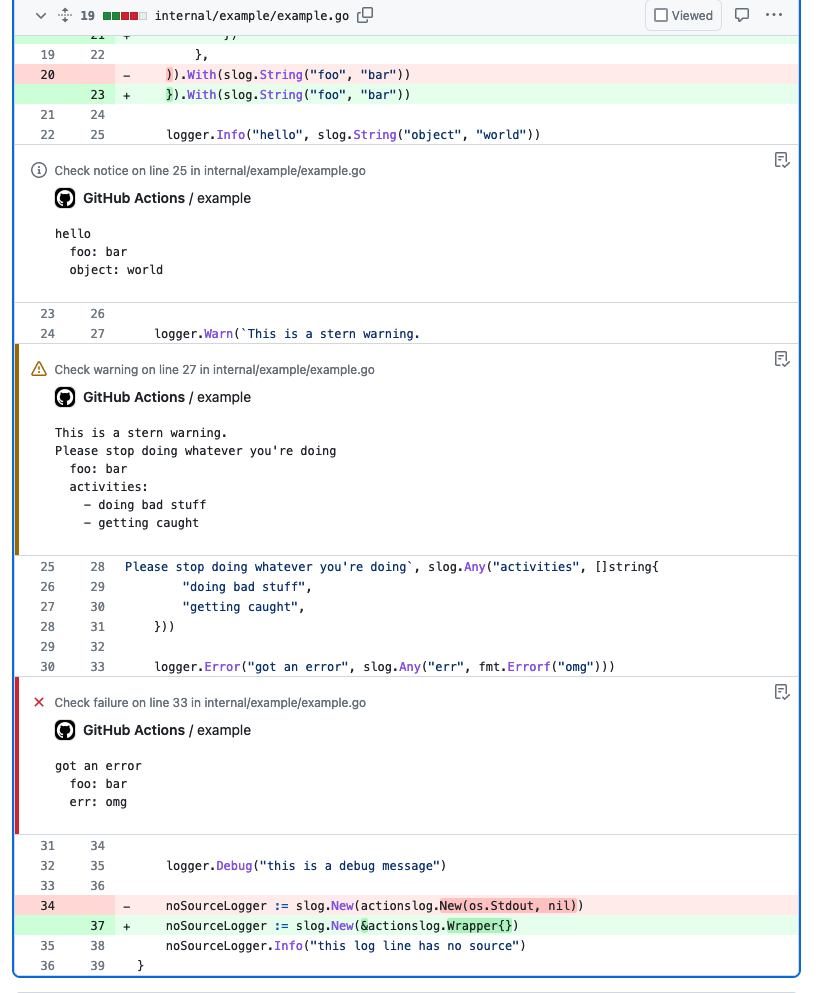 19 internal/example/example.go Viewed
21 + })
19 22 },
20 - )).With(slog.String("foo", "bar"))
23 + }).With(slog.String("foo", "bar"))
21 24
22 25 logger.Info("hello", slog.String("object", "world"))
Check notice on line 25 in internal/example/example.go
GitHub Actions / example
hello
foo: bar
object: world
23 26
24 27 logger.Warn(`This is a stern warning.
Check warning on line 27 in internal/example/example.go
GitHub Actions / example
This is a stern warning.
Please stop doing whatever you're doing
foo: bar
activities:
- doing bad stuff
- getting caught
25 28 Please stop doing whatever you're doing`, slog.Any("activities", []string{
26 29 "doing bad stuff",
27 30 "getting caught",
28 31 }))
29 32
30 33 logger.Error("got an error", slog.Any("err", fmt.Errorf("omg")))
Check failure on line 33 in internal/example/example.go
GitHub Actions / example
got an error
foo: bar
err: omg
31 34
32 35 logger.Debug("this is a debug message")
33 36
34 - noSourceLogger := slog.New(actionslog.New(os.Stdout, nil))
37 + noSourceLogger := slog.New(&actionslog.Wrapper{})
35 38 noSourceLogger.Info("this log line has no source")
36 39 }